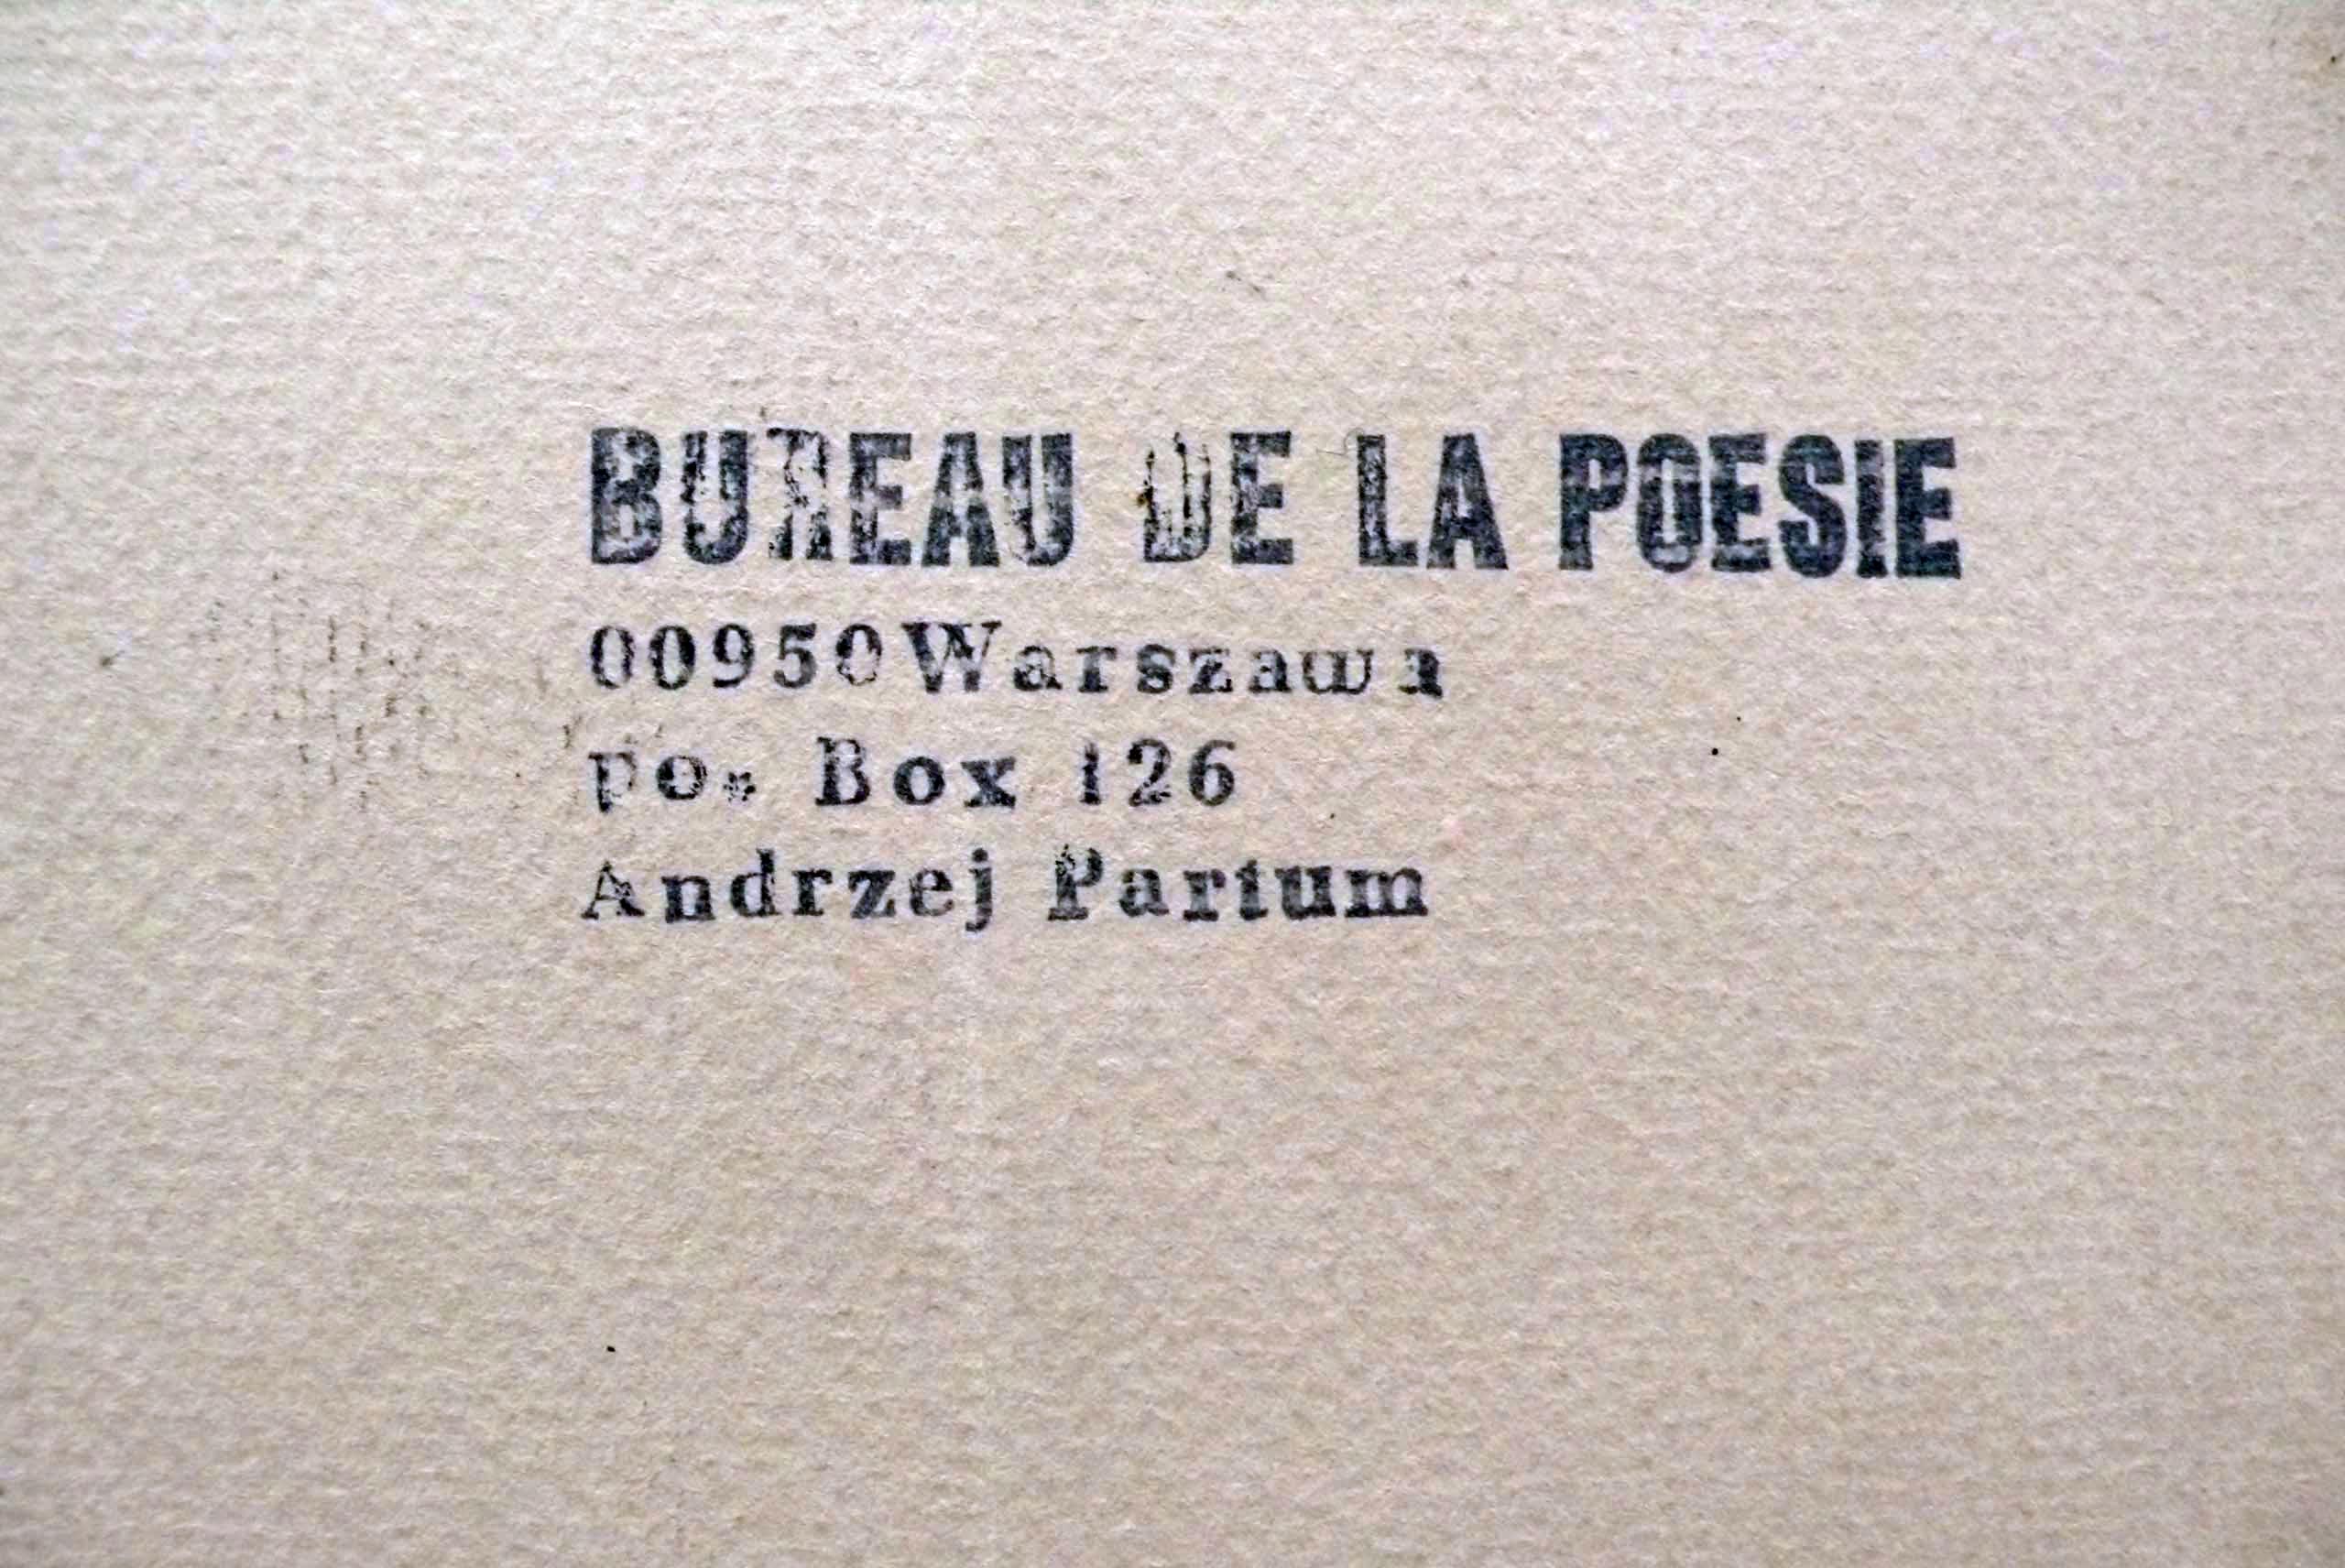 BUREAU DE LA POESIE
00950 Warszawa
po. Box 126
Andrzej Partum